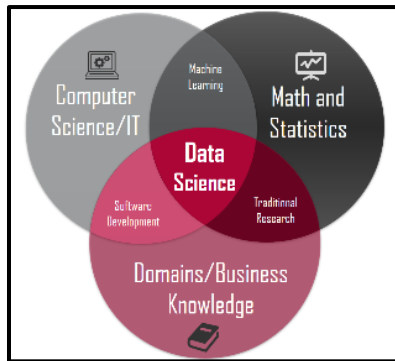 Machine
Learning
Computer
Science/IT
Math and
Statistics
Data
Science
Software
Development
Traditional
Research
Domains/Business
Knowledge